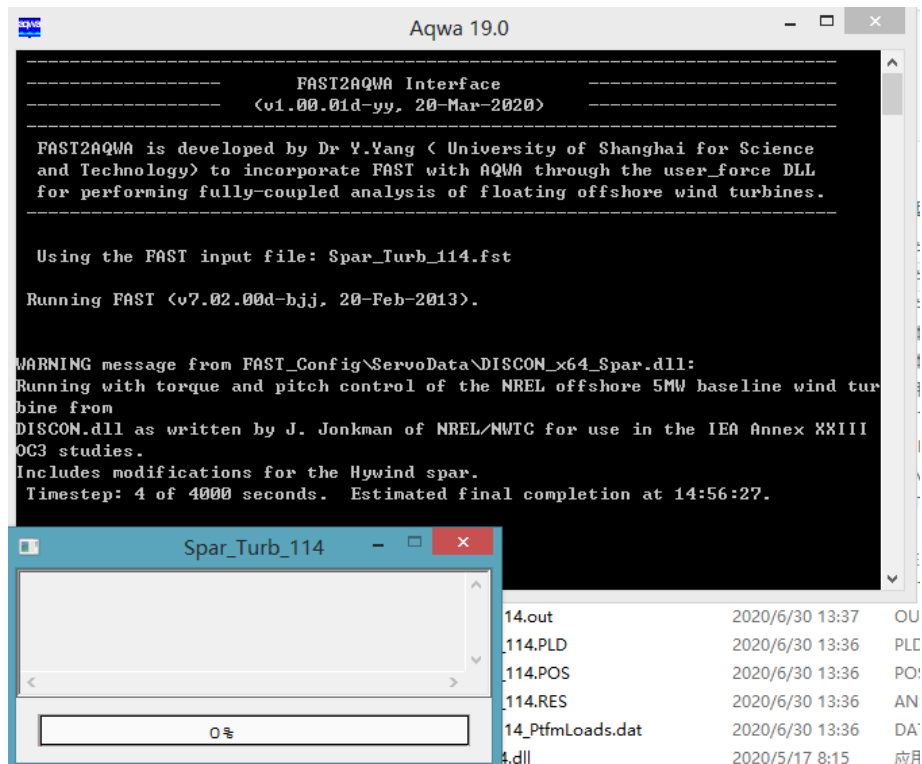 aqwa
Aqwa 19.0
FAST2AQWA Interface
(v1.00.01d-yy, 20-Mar-2020)
FAST2AQWA is developed by Dr Y.Yang ( University of Shanghai for Science
and Technology) to incorporate FAST with AQWA through the user_force DLL
for performing fully-coupled analysis of floating offshore wind turbines.
Using the FAST input file: Spar_Turb_114.fst
Running FAST (v7.02.00d-bjj, 20-Feb-2013).
WARNING message from FAST_Config\ServoData\DISCON_x64_Spar.dll:
Running with torque and pitch control of the NREL offshore 5MW baseline wind tur
bine from
DISCON.dll as written by J. Jonkman of NREL/NWTC for use in the IEA Annex XXIII
OC3 studies.
Includes modifications for the Hywind spar.
Timestep: 4 of 4000 seconds.  Estimated final completion at 14:56:27.
Spar_Turb_114
0%
14.out 2020/6/30 13:37 OU
_114.PLD 2020/6/30 13:36 PLD
_114.POS 2020/6/30 13:36 POS
_114.RES 2020/6/30 13:36 AN
14_PtfmLoads.dat 2020/6/30 13:36 DA
4.dll 2020/5/17 8:15 应用